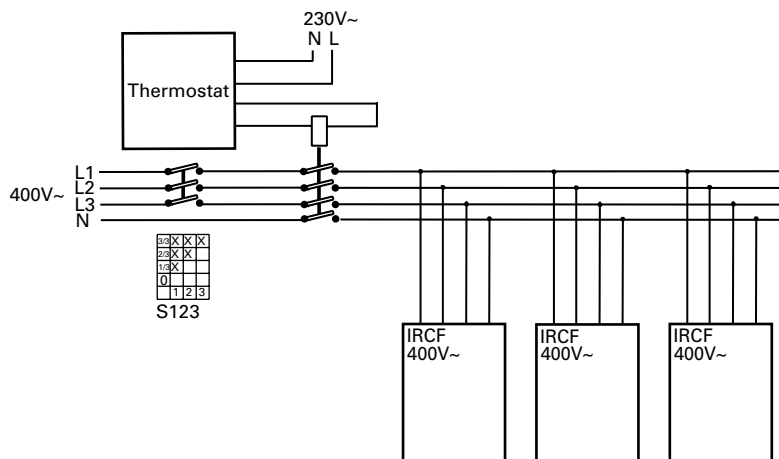 230V~
N L
Thermostat
400V~
L1
L2
L3
N
3/3 X X X
2/3 X X
1/3 X
0
1 2 3
S123
IRCF
400V~
IRCF
400V~
IRCF
400V~